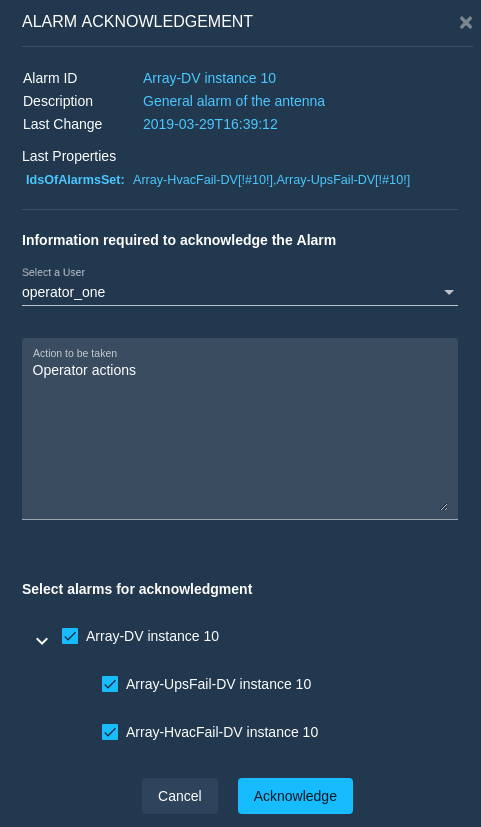 ALARM ACKNOWLEDGEMENT
Alarm ID Array-DV instance 10
Description General alarm of the antenna
Last Change 2019-03-29T16:39:12
Last Properties
IdsOfAlarmsSet: Array-HvacFail-DV[!#10!],Array-UpsFail-DV[!#10!]
Information required to acknowledge the Alarm
Select a User
operator_one
Action to be taken
Operator actions
Select alarms for acknowledgment
Array-DV instance 10
Array-UpsFail-DV instance 10
Array-HvacFail-DV instance 10
Cancel Acknowledge